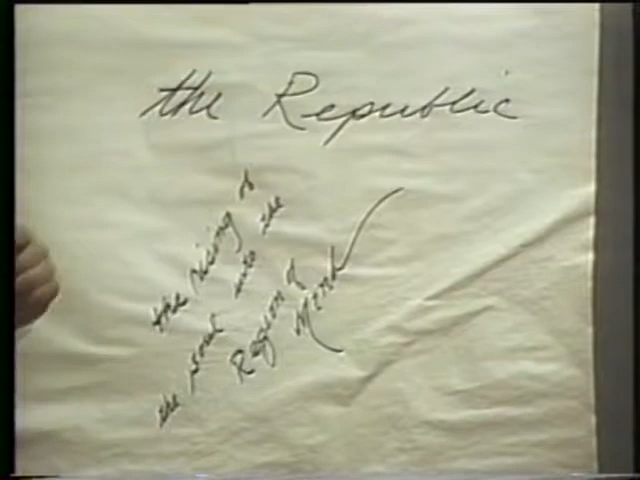 the Republic
the rising of
the soul into the
Region of
Mind